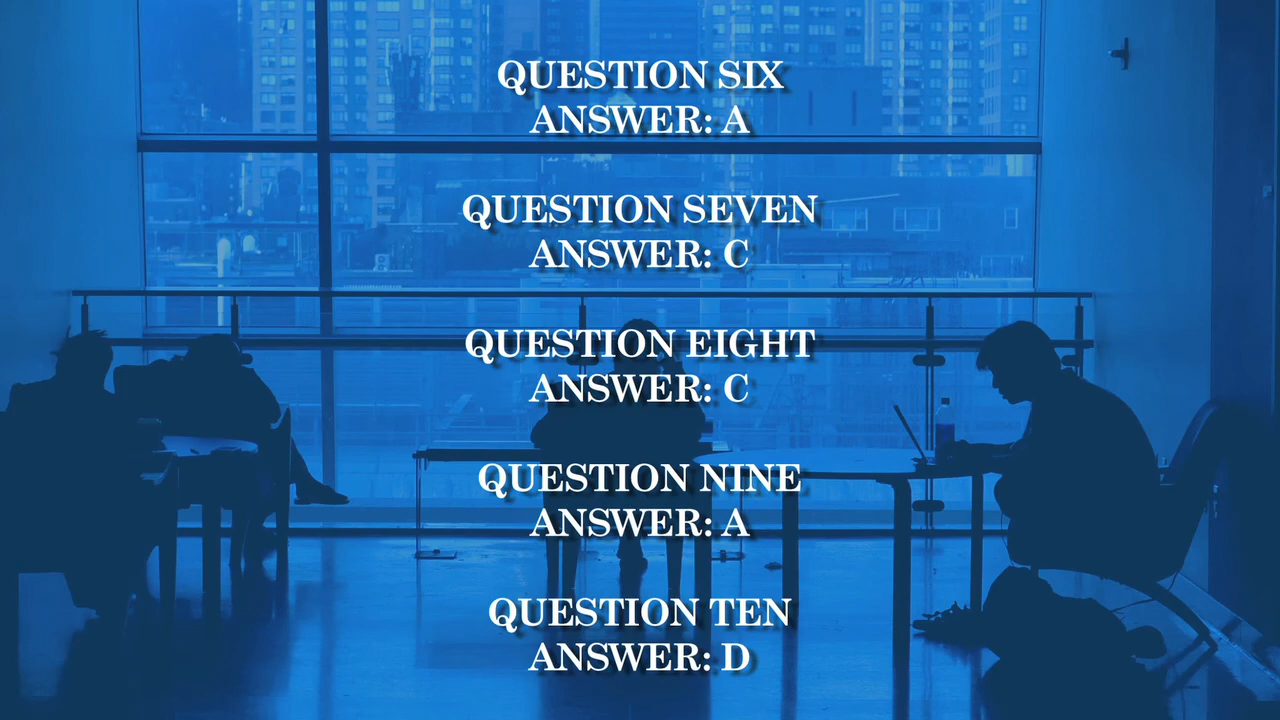 QUESTION SIX
ANSWER: A
QUESTION SEVEN
ANSWER: C
QUESTION EIGHT
ANSWER: C
QUESTION NINE
ANSWER: A
QUESTION TEN
ANSWER: D